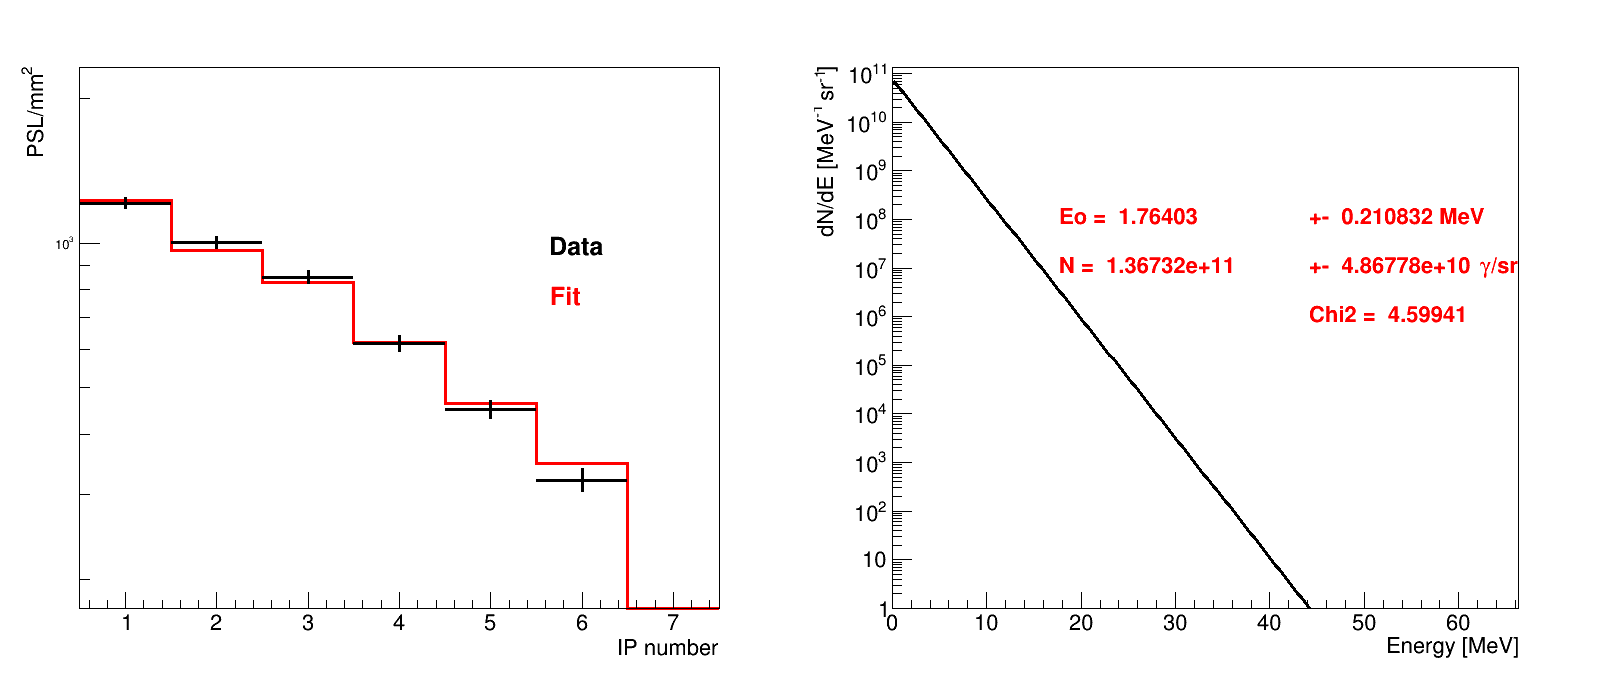 PSL/mm²
10³
Data
Fit
1 2 3 4 5 6 7
IP number
dN/dE [MeV⁻¹ sr⁻¹]
10¹¹
10¹⁰
10⁹
10⁸
10⁷
10⁶
10⁵
10⁴
10³
10²
10
1
Eo = 1.76403 +- 0.210832 MeV
N = 1.36732e+11 +- 4.86778e+10 γ/sr
Chi2 = 4.59941
0 10 20 30 40 50 60
Energy [MeV]